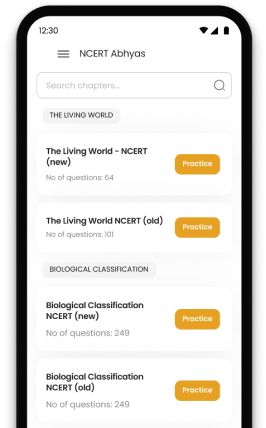 12:30
NCERT Abhyas
Search chapters...
THE LIVING WORLD
The Living World - NCERT
(new)
No of questions: 64
Practice
The Living World NCERT (old)
No of questions: 101
Practice
BIOLOGICAL CLASSIFICATION
Biological Classification
NCERT (new)
No of questions: 249
Practice
Biological Classification
NCERT (old)
No of questions: 249
Practice